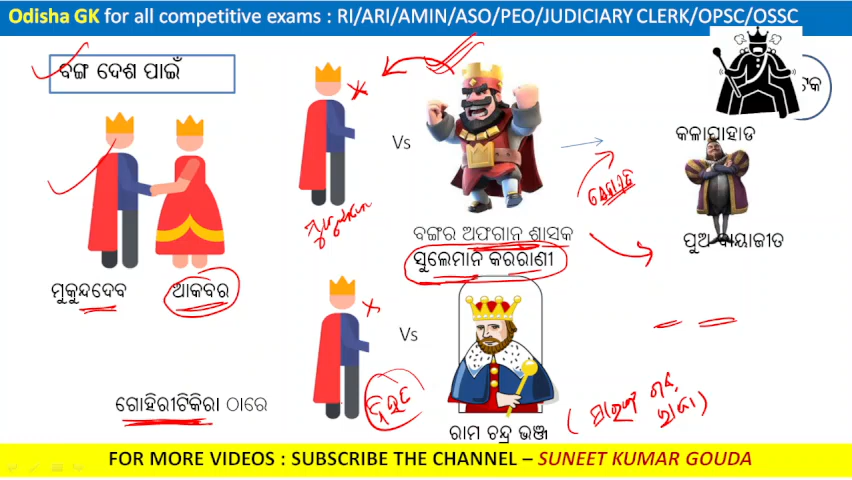 Odisha GK for all competitive exams : RI/ARI/AMIN/ASO/PEO/JUDICIARY CLERK/OPSC/OSSC
ବଙ୍ଗ ଦେଶ ପାଇଁ
Vs
କଳାପାହାଡ
ବଙ୍ଗର ଅଫଗାନ ଶାସକ
ସୁଲେମାନ କରରାଣୀ
ପୁଅ ବାୟାଜୀତ
ମୁକୁନ୍ଦଦେବ
ଆକବର
Vs
ଗୋହିରୀଟିକିରା ଠାରେ
ରାମ ଚନ୍ଦ୍ର ଭଞ୍ଜ
FOR MORE VIDEOS : SUBSCRIBE THE CHANNEL – SUNEET KUMAR GOUDA